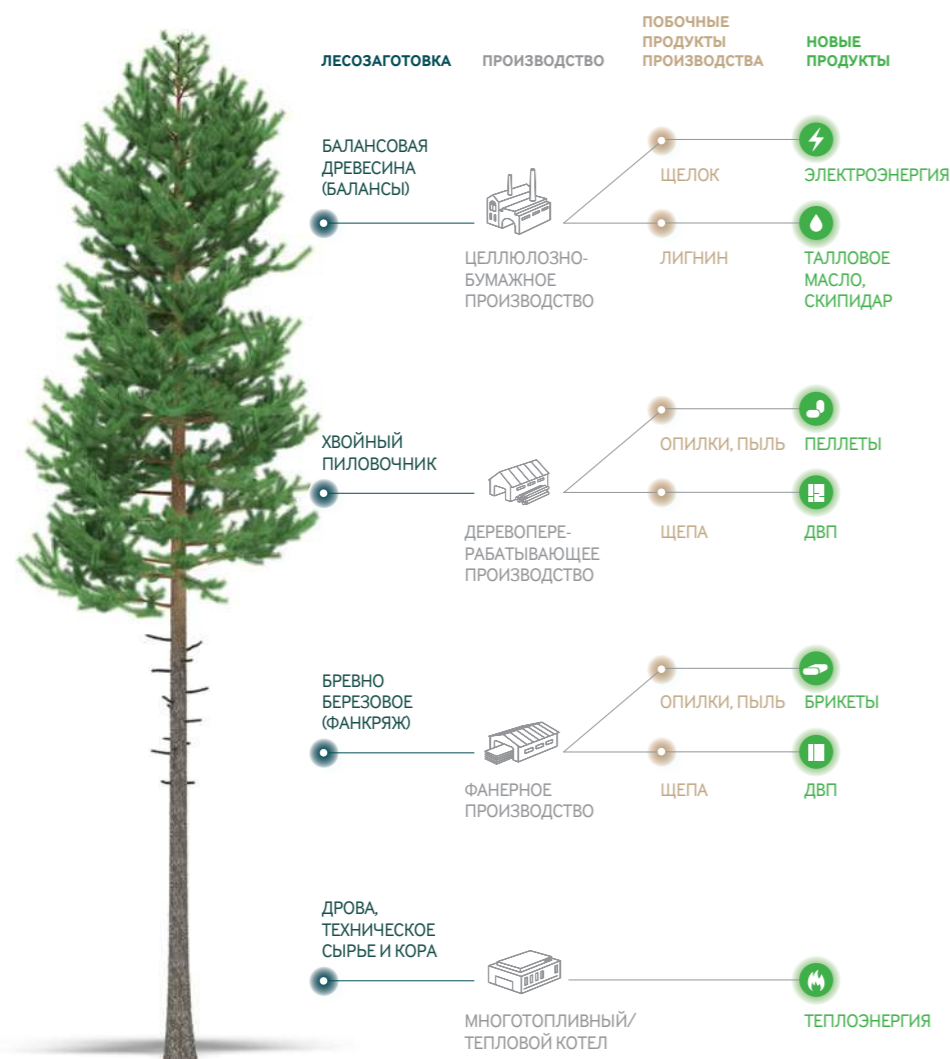 ЛЕСОЗАГОТОВКА
ПРОИЗВОДСТВО
ПОБОЧНЫЕ
ПРОДУКТЫ
ПРОИЗВОДСТВА
НОВЫЕ
ПРОДУКТЫ
БАЛАНСОВАЯ
ДРЕВЕСИНА
(БАЛАНСЫ)
ЦЕЛЛЮЛОЗНО-
БУМАЖНОЕ
ПРОИЗВОДСТВО
ЩЕЛОК
ЭЛЕКТРОЭНЕРГИЯ
ЛИГНИН
ТАЛЛОВОЕ
МАСЛО,
СКИПИДАР
ХВОЙНЫЙ
ПИЛОВОЧНИК
ДЕРЕВОПЕРЕ-
РАБАТЫВАЮЩЕЕ
ПРОИЗВОДСТВО
ОПИЛКИ, ПЫЛЬ
ПЕЛЛЕТЫ
ЩЕПА
ДВП
БРЕВНО
БЕРЕЗОВОЕ
(ФАНКРЯЖ)
ФАНЕРНОЕ
ПРОИЗВОДСТВО
ОПИЛКИ, ПЫЛЬ
БРИКЕТЫ
ЩЕПА
ДВП
ДРОВА,
ТЕХНИЧЕСКОЕ
СЫРЬЕ И КОРА
МНОГОТОПЛИВНЫЙ/
ТЕПЛОВОЙ КОТЕЛ
ТЕПЛОЭНЕРГИЯ